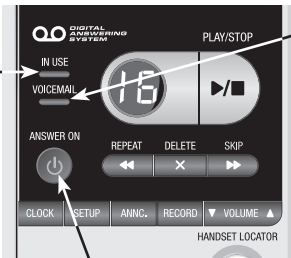 DIGITAL
ANSWERING
SYSTEM
PLAY/STOP
IN USE
16
VOICEMAIL
ANSWER ON
REPEAT DELETE SKIP
CLOCK SETUP ANNC. RECORD VOLUME
HANDSET LOCATOR